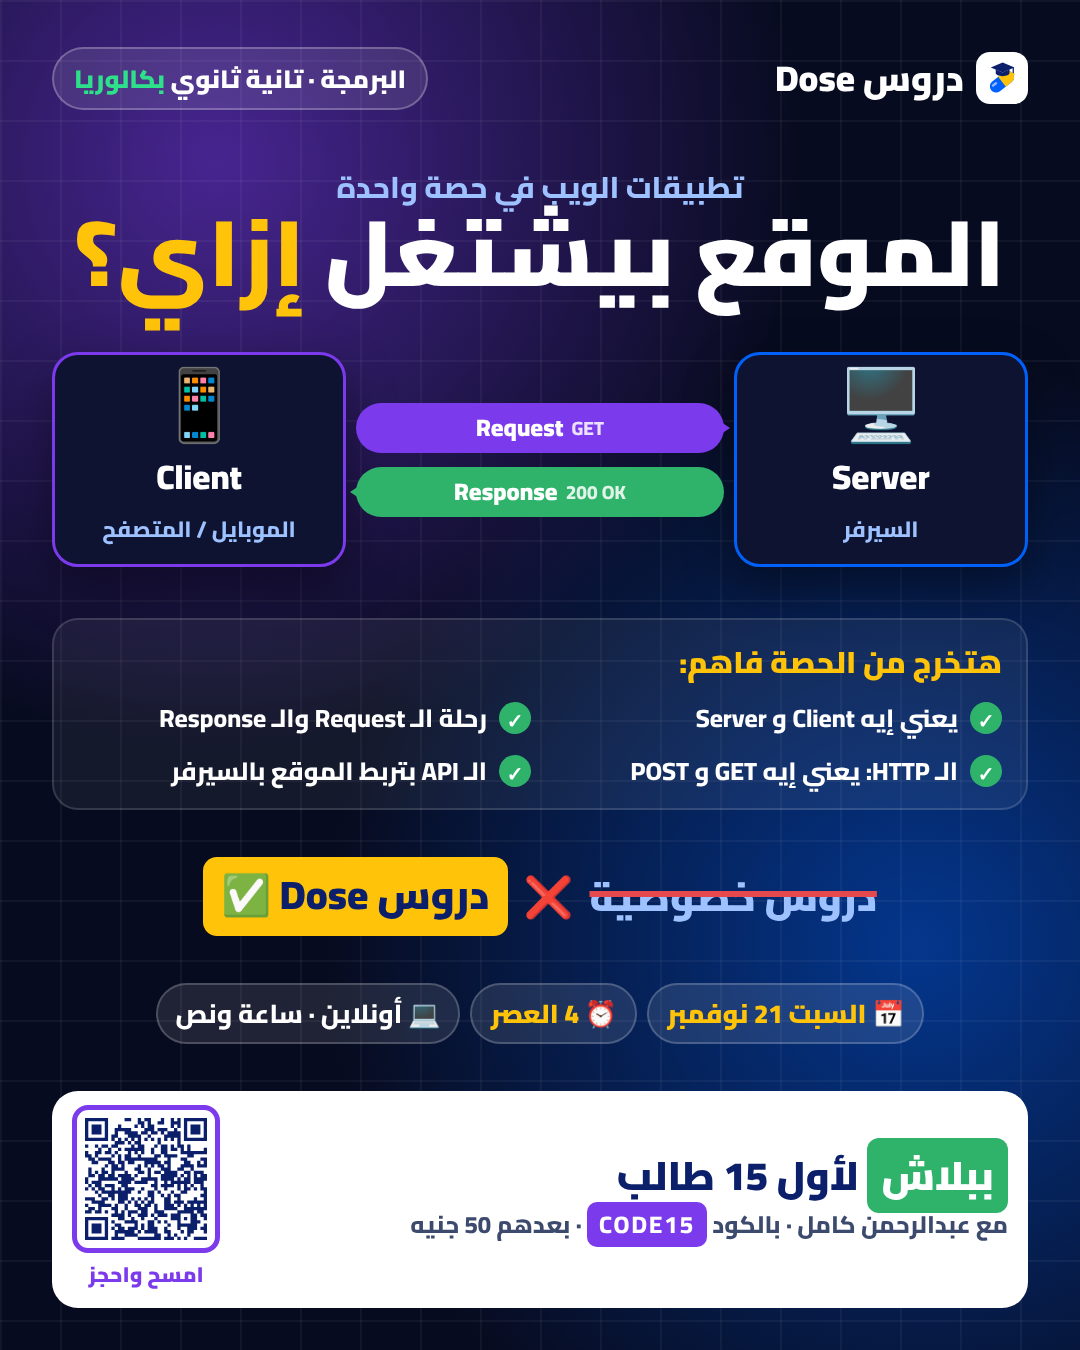 دروس Dose
البرمجة · تانية ثانوي بكالوريا
تطبيقات الويب في حصة واحدة
الموقع بيشتغل إزاي؟
Server
السيرفر
Request GET
Response 200 OK
Client
الموبايل / المتصفح
هتخرج من الحصة فاهم:
✓ يعني إيه Client و Server
✓ رحلة الـ Request والـ Response
✓ الـ HTTP: يعني إيه GET و POST
✓ الـ API بتربط الموقع بالسيرفر
دروس خصوصية ❌ دروس Dose ✅
📅 السبت 21 نوفمبر
⏰ 4 العصر
💻 أونلاين · ساعة ونص
ببلاش لأول 15 طالب
مع عبدالرحمن كامل · بالكود CODE15 · بعدهم 50 جنيه
امسح واحجز